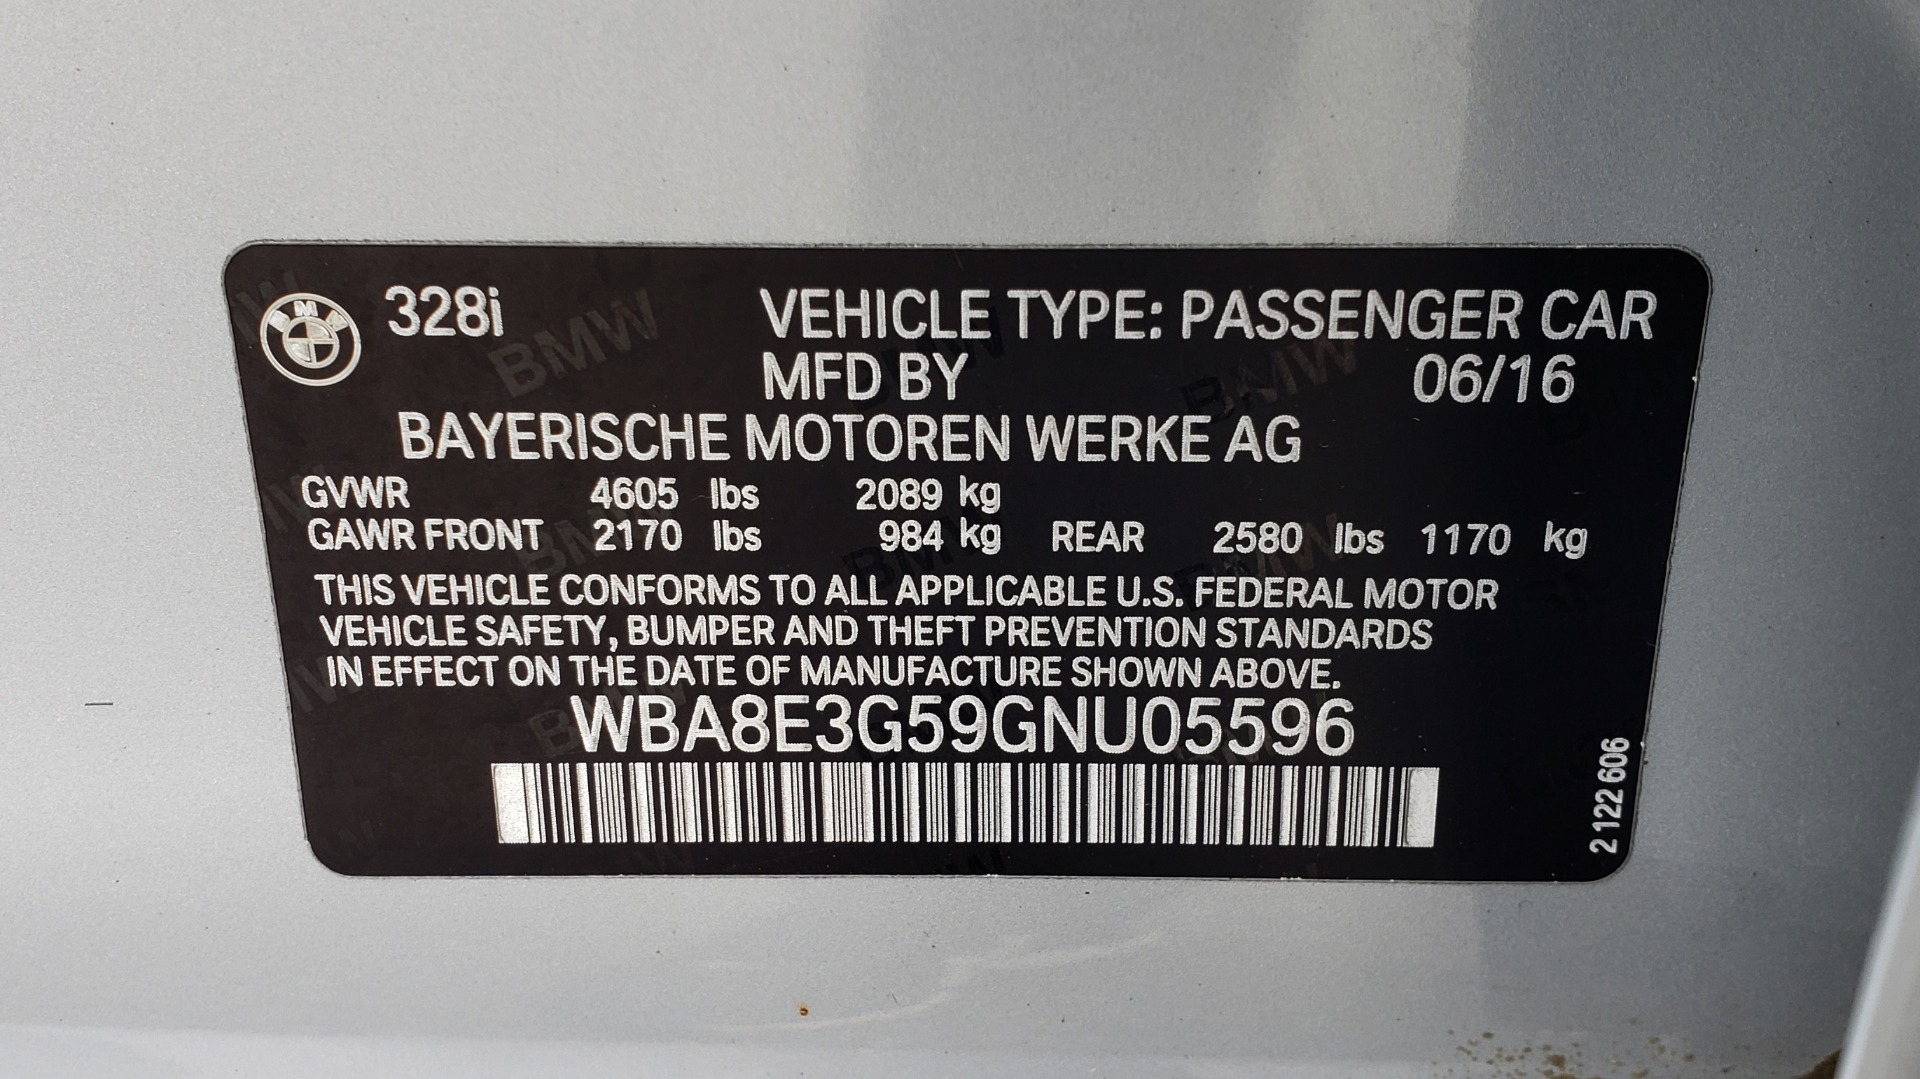 328i VEHICLE TYPE: PASSENGER CAR
MFD BY 06/16
BAYERISCHE MOTOREN WERKE AG
GVWR 4605 lbs 2089 kg
GAWR FRONT 2170 lbs 984 kg REAR 2580 lbs 1170 kg
THIS VEHICLE CONFORMS TO ALL APPLICABLE U.S. FEDERAL MOTOR
VEHICLE SAFETY, BUMPER AND THEFT PREVENTION STANDARDS
IN EFFECT ON THE DATE OF MANUFACTURE SHOWN ABOVE.
WBA8E3G59GNU05596
2 122 606
BMW